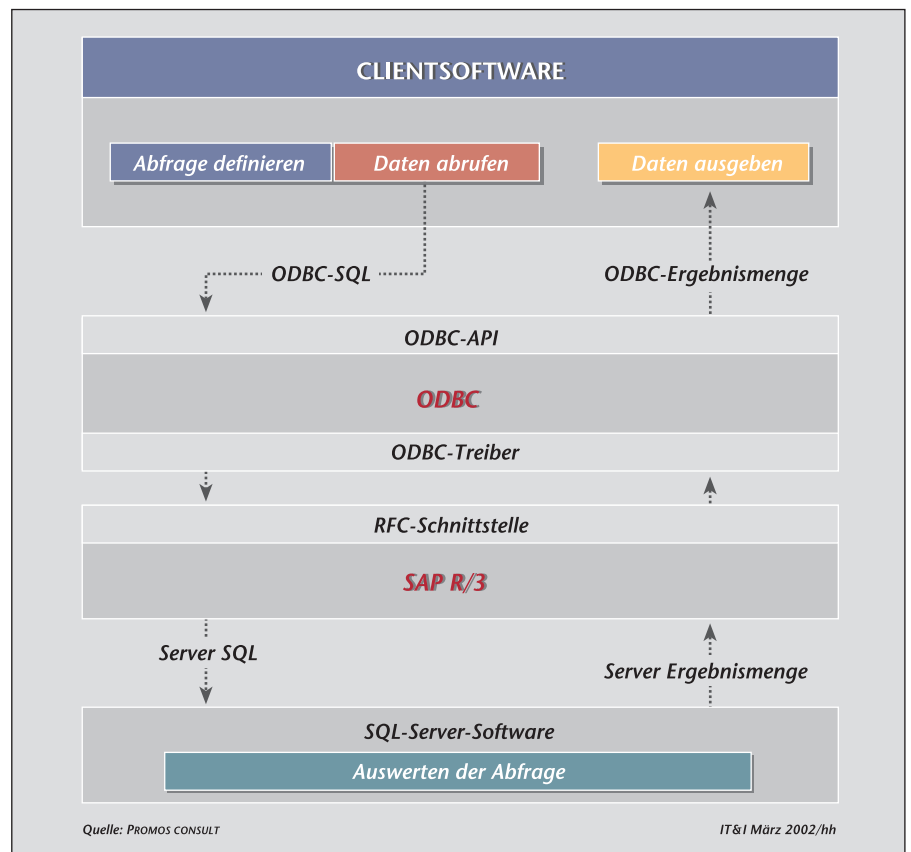 CLIENTSOFTWARE
Abfrage definieren
Daten abrufen
Daten ausgeben
ODBC-SQL
ODBC-Ergebnismenge
ODBC-API
ODBC
ODBC-Treiber
RFC-Schnittstelle
SAP R/3
Server SQL
Server Ergebnismenge
SQL-Server-Software
Auswerten der Abfrage
Quelle: PROMOS CONSULT
IT&I März 2002/hh